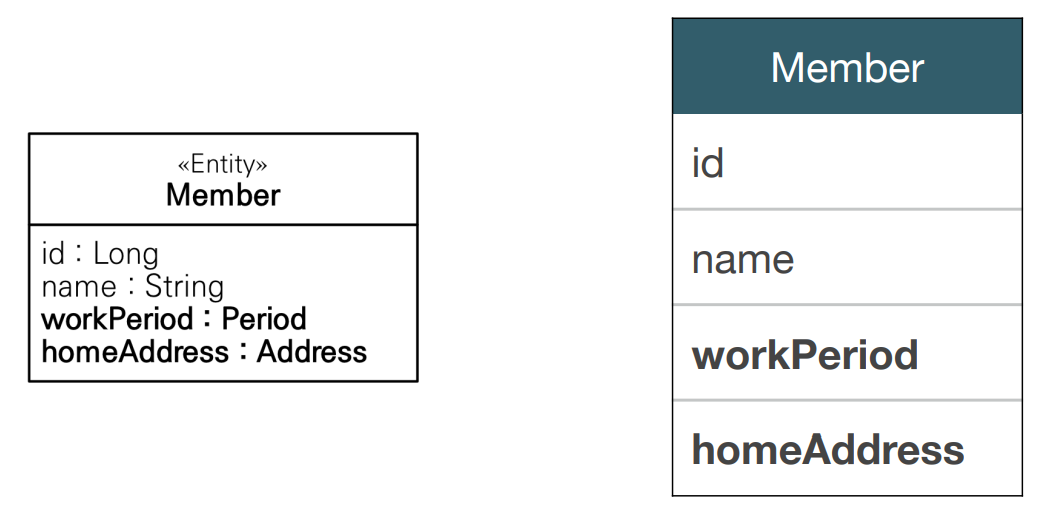 «Entity»
Member
id : Long
name : String
workPeriod : Period
homeAddress : Address
Member
id
name
workPeriod
homeAddress